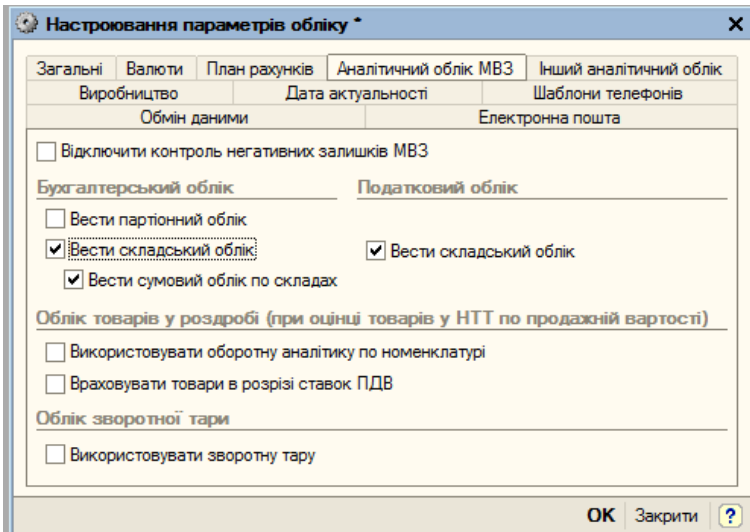 Настроювання параметрів обліку *
Загальні Валюти План рахунків Аналітичний облік МВЗ Інший аналітичний облік
Виробництво Дата актуальності Шаблони телефонів
Обмін даними Електронна пошта
Відключити контроль негативних залишків МВЗ
Бухгалтерський облік Податковий облік
Вести партіонний облік
Вести складський облік Вести складський облік
Вести сумовий облік по складах
Облік товарів у роздробі (при оцінці товарів у НТТ по продажній вартості)
Використовувати оборотну аналітику по номенклатурі
Враховувати товари в розрізі ставок ПДВ
Облік зворотної тари
Використовувати зворотну тару
OK Закрити ?